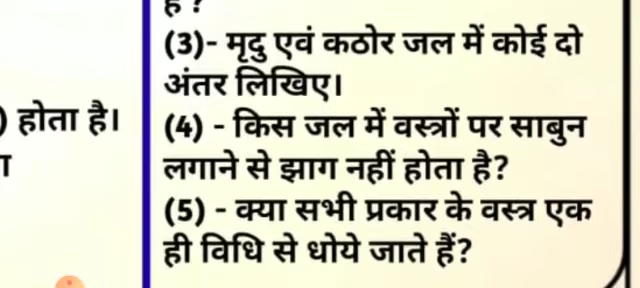 है ?
(3)- मृदु एवं कठोर जल में कोई दो
अंतर लिखिए।
) होता है।
(4) - किस जल में वस्त्रों पर साबुन
लगाने से झाग नहीं होता है?
(5) - क्या सभी प्रकार के वस्त्र एक
ही विधि से धोये जाते हैं?